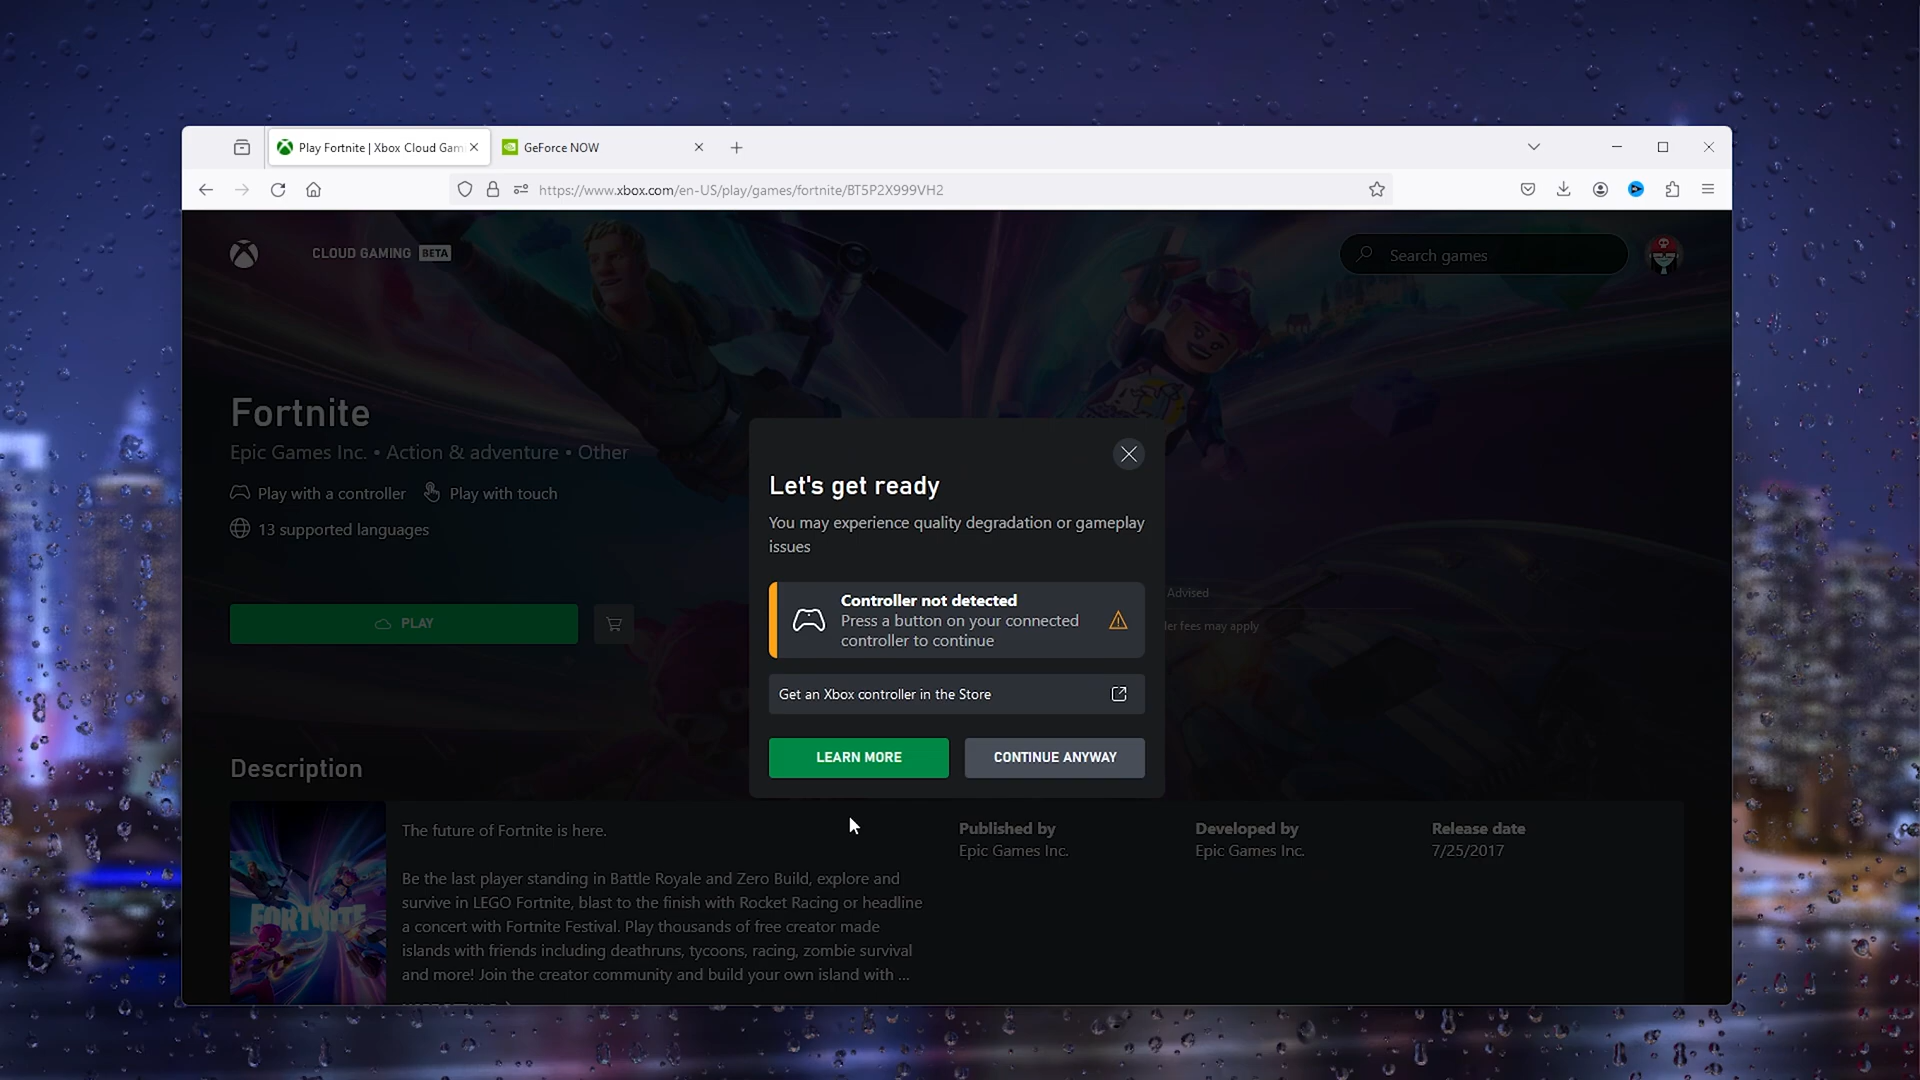 Play Fortnite | Xbox Cloud Gam
GeForce NOW
https://www.xbox.com/en-US/play/games/fortnite/BT5P2X999VH2
CLOUD GAMING BETA
Search games
Fortnite
Epic Games Inc. • Action & adventure • Other
Play with a controller
Play with touch
13 supported languages
PLAY
Let's get ready
You may experience quality degradation or gameplay
issues
Controller not detected
Press a button on your connected
controller to continue
Get an Xbox controller in the Store
LEARN MORE
CONTINUE ANYWAY
Advised
ler fees may apply
Description
FORTNITE
The future of Fortnite is here.
Be the last player standing in Battle Royale and Zero Build, explore and
survive in LEGO Fortnite, blast to the finish with Rocket Racing or headline
a concert with Fortnite Festival. Play thousands of free creator made
islands with friends including deathruns, tycoons, racing, zombie survival
and more! Join the creator community and build your own island with ...
Published by
Epic Games Inc.
Developed by
Epic Games Inc.
Release date
7/25/2017